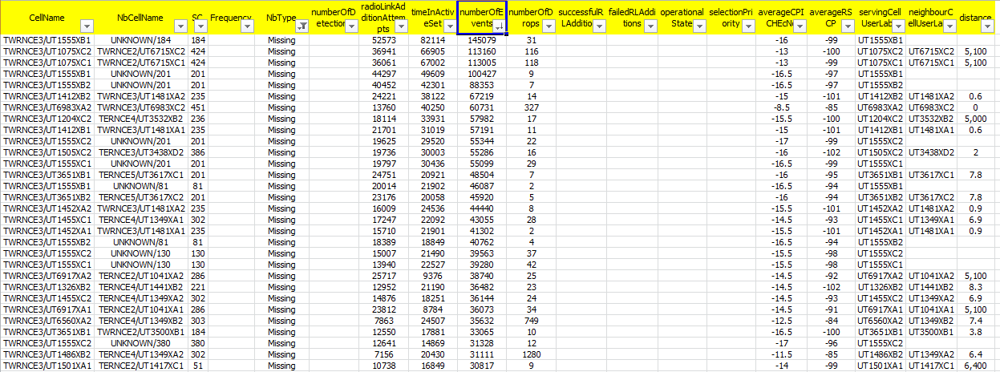 CellName NbCellName SC Frequency NbType numberOfDetections radioLinkAdditionAttempts timeInActiveSet numberOfEvents numberOfDrops successfulRLAdditions failedRLAdditions operationalState selectionPriority averageCPICHEcNo averageRSCP servingCellUserLabel neighbourCellUserLabel distance
TWRNCE3/UT1555XB1 UNKNOWN/184 184 Missing 52573 82114 145079 31 -16 -99 UT1555XB1
TWRNCE3/UT1075XC2 TWRNCE2/UT6715XC2 424 Missing 36941 66905 113160 116 -13 -100 UT1075XC2 UT6715XC2 5,100
TWRNCE3/UT1075XC1 TWRNCE2/UT6715XC1 424 Missing 36061 67002 113005 118 -13 -99 UT1075XC1 UT6715XC1 5,100
TWRNCE3/UT1555XB1 UNKNOWN/201 201 Missing 44297 49609 100427 9 -16.5 -97 UT1555XB1
TWRNCE3/UT1555XB2 UNKNOWN/201 201 Missing 40452 42301 88353 7 -16.5 -97 UT1555XB2
TWRNCE3/UT1412XB2 TWRNCE3/UT1481XA2 235 Missing 24221 38122 67219 14 -15 -101 UT1412XB2 UT1481XA2 0.6
TWRNCE3/UT6983XA2 TWRNCE3/UT6983XC2 451 Missing 13760 40250 60731 327 -8.5 -85 UT6983XA2 UT6983XC2 0
TWRNCE3/UT1204XC2 TERNCE4/UT3532XB2 236 Missing 18114 33931 57982 17 -15.5 -100 UT1204XC2 UT3532XB2 5,000
TWRNCE3/UT1412XB1 TWRNCE3/UT1481XA1 235 Missing 21701 31019 57191 11 -15 -101 UT1412XB1 UT1481XA1 0.6
TWRNCE3/UT1555XC2 UNKNOWN/201 201 Missing 19625 29520 55344 22 -17 -99 UT1555XC2
TWRNCE3/UT1505XC2 TERNCE3/UT3438XD2 386 Missing 19736 30003 55286 16 -16 -102 UT1505XC2 UT3438XD2 2
TWRNCE3/UT1555XC1 UNKNOWN/201 201 Missing 19797 30436 55099 29 -16.5 -99 UT1555XC1
TWRNCE3/UT3651XB1 TERNCE5/UT3617XC1 201 Missing 24751 20921 48504 7 -16 -95 UT3651XB1 UT3617XC1 7.8
TWRNCE3/UT1555XB1 UNKNOWN/81 81 Missing 20014 21902 46087 2 -16.5 -94 UT1555XB1
TWRNCE3/UT3651XB2 TERNCE5/UT3617XC2 201 Missing 23176 20058 45920 5 -16 -94 UT3651XB2 UT3617XC2 7.8
TWRNCE3/UT1452XA2 TWRNCE3/UT1481XA2 235 Missing 16009 24536 44440 8 -15.5 -101 UT1452XA2 UT1481XA2 0.9
TWRNCE3/UT1455XC1 TERNCE4/UT1349XA1 302 Missing 17247 22092 43055 28 -14.5 -93 UT1455XC1 UT1349XA1 6.9
TWRNCE3/UT1452XA1 TWRNCE3/UT1481XA1 235 Missing 15710 21901 41302 2 -15.5 -101 UT1452XA1 UT1481XA1 0.9
TWRNCE3/UT1555XB2 UNKNOWN/81 81 Missing 18389 18849 40762 4 -16.5 -94 UT1555XB2
TWRNCE3/UT1555XC2 UNKNOWN/130 130 Missing 15007 21490 39563 37 -15.5 -98 UT1555XC2
TWRNCE3/UT1555XC1 UNKNOWN/130 130 Missing 13940 22527 39280 42 -15.5 -98 UT1555XC1
TWRNCE3/UT6917XA2 TERNCE2/UT1041XA2 286 Missing 25717 9376 38740 25 -14.5 -92 UT6917XA2 UT1041XA2 5,100
TWRNCE3/UT1326XB2 TERNCE4/UT1441XB2 221 Missing 12952 21190 36482 23 -14.5 -102 UT1326XB2 UT1441XB2 8.3
TWRNCE3/UT1455XC2 TERNCE4/UT1349XA2 302 Missing 14876 18251 36144 24 -14.5 -93 UT1455XC2 UT1349XA2 6.9
TWRNCE3/UT6917XA1 TERNCE2/UT1041XA1 286 Missing 23812 8784 36073 34 -14.5 -91 UT6917XA1 UT1041XA1 5,100
TWRNCE3/UT6560XA2 TERNCE4/UT1349XB2 303 Missing 7863 24507 35632 749 -12.5 -84 UT6560XA2 UT1349XB2 7.4
TWRNCE3/UT3651XB1 TWRNCE2/UT3500XB1 184 Missing 12550 17881 33065 10 -16.5 -100 UT3651XB1 UT3500XB1 3.8
TWRNCE3/UT1555XC2 UNKNOWN/380 380 Missing 12641 14869 31328 12 -17 -96 UT1555XC2
TWRNCE3/UT1486XB2 TERNCE4/UT1349XA2 302 Missing 7156 20430 31111 1280 -11.5 -85 UT1486XB2 UT1349XA2 6.4
TWRNCE3/UT1501XA1 TERNCE2/UT1417XC1 51 Missing 10738 16849 30817 9 -14 -99 UT1501XA1 UT1417XC1 6,400